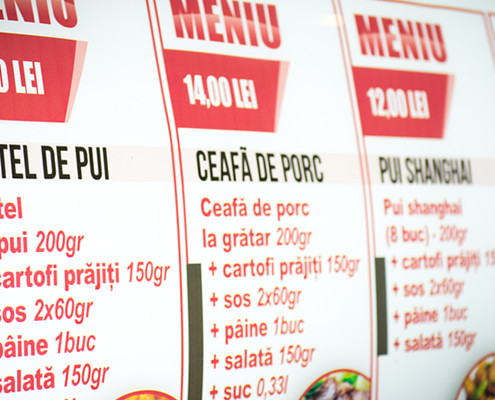 MENIU
0 LEI
TEL DE PUI
tel
pui 200gr
cartofi prăjiți 150gr
sos 2x60gr
pâine 1buc
salată 150gr
MENIU
14,00 LEI
CEAFĂ DE PORC
Ceafă de porc
la grătar 200gr
+ cartofi prăjiți 150gr
+ sos 2x60gr
+ pâine 1buc
+ salată 150gr
+ suc 0,33l
MENIU
12,00 LEI
PUI SHANGHAI
Pui shanghai
(8 buc) - 200gr
+ cartofi prăjiți
+ sos 2x60gr
+ pâine 1buc
+ salată 150gr